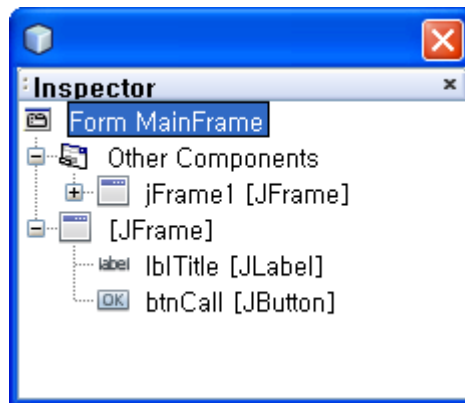 Inspector
Form MainFrame
Other Components
jFrame1 [JFrame]
[JFrame]
label lblTitle [JLabel]
OK btnCall [JButton]